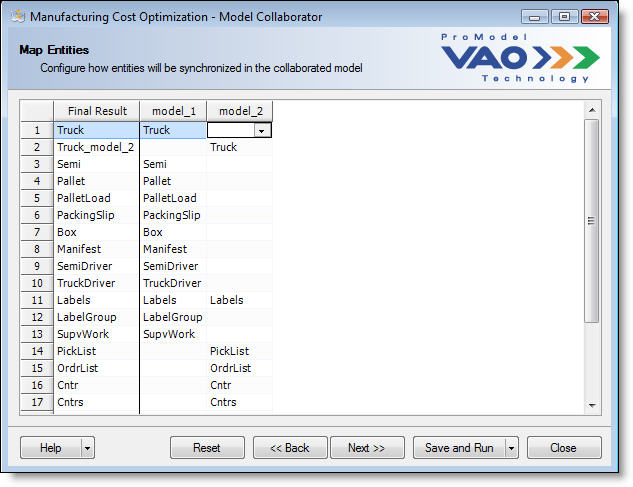 Manufacturing Cost Optimization - Model Collaborator
Map Entities
Configure how entities will be synchronized in the collaborated model
ProModel
VAO
Technology
Final Result model_1 model_2
1 Truck Truck
2 Truck_model_2 Truck
3 Semi Semi
4 Pallet Pallet
5 PalletLoad PalletLoad
6 PackingSlip PackingSlip
7 Box Box
8 Manifest Manifest
9 SemiDriver SemiDriver
10 TruckDriver TruckDriver
11 Labels Labels Labels
12 LabelGroup LabelGroup
13 SupvWork SupvWork
14 PickList PickList
15 OrdrList OrdrList
16 Cntr Cntr
17 Cntrs Cntrs
Help Reset << Back Next >> Save and Run Close